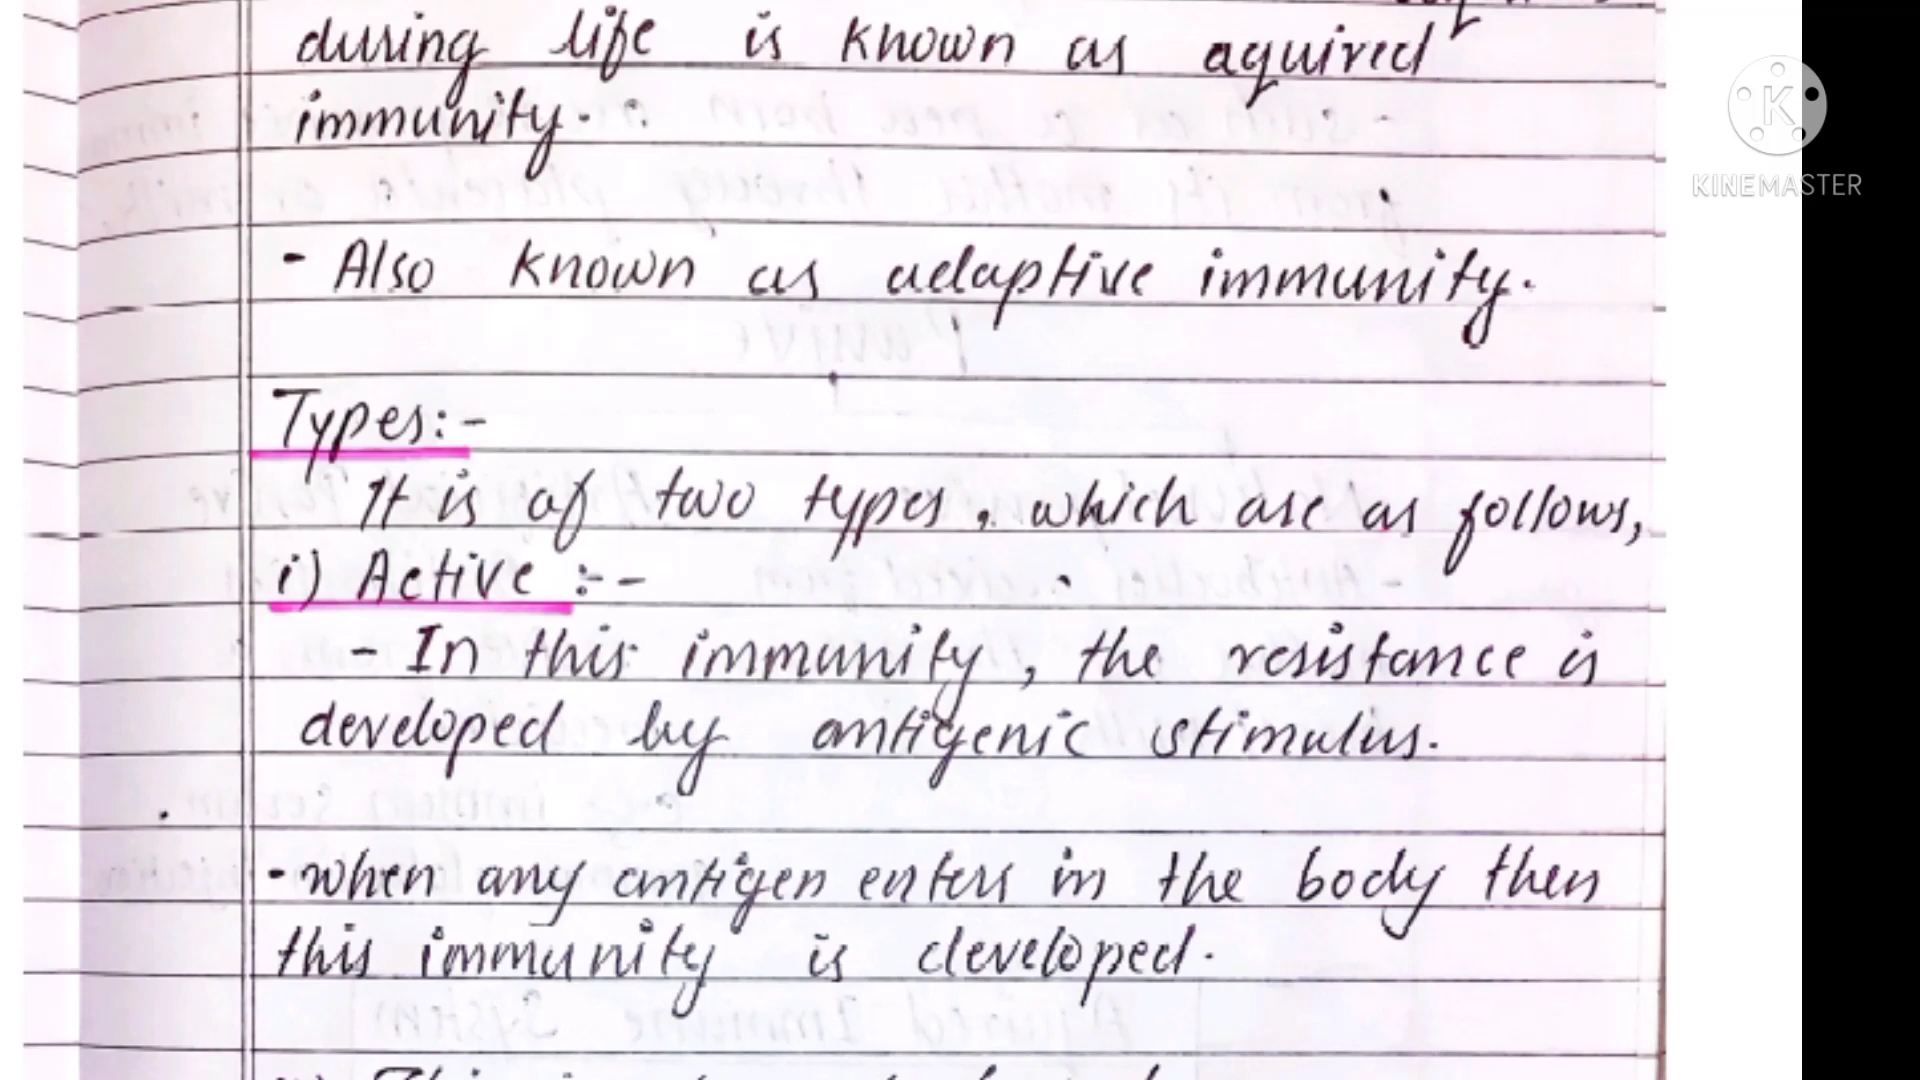 during life is known as aquired
immunity.
- Also known as adaptive immunity.
Types:-
It is of two types, which are as follows,
i) Active :-
- In this immunity, the resistance is
developed by antigenic stimulus.
- when any antigen enters in the body then
this immunity is developed.
KINEMASTER